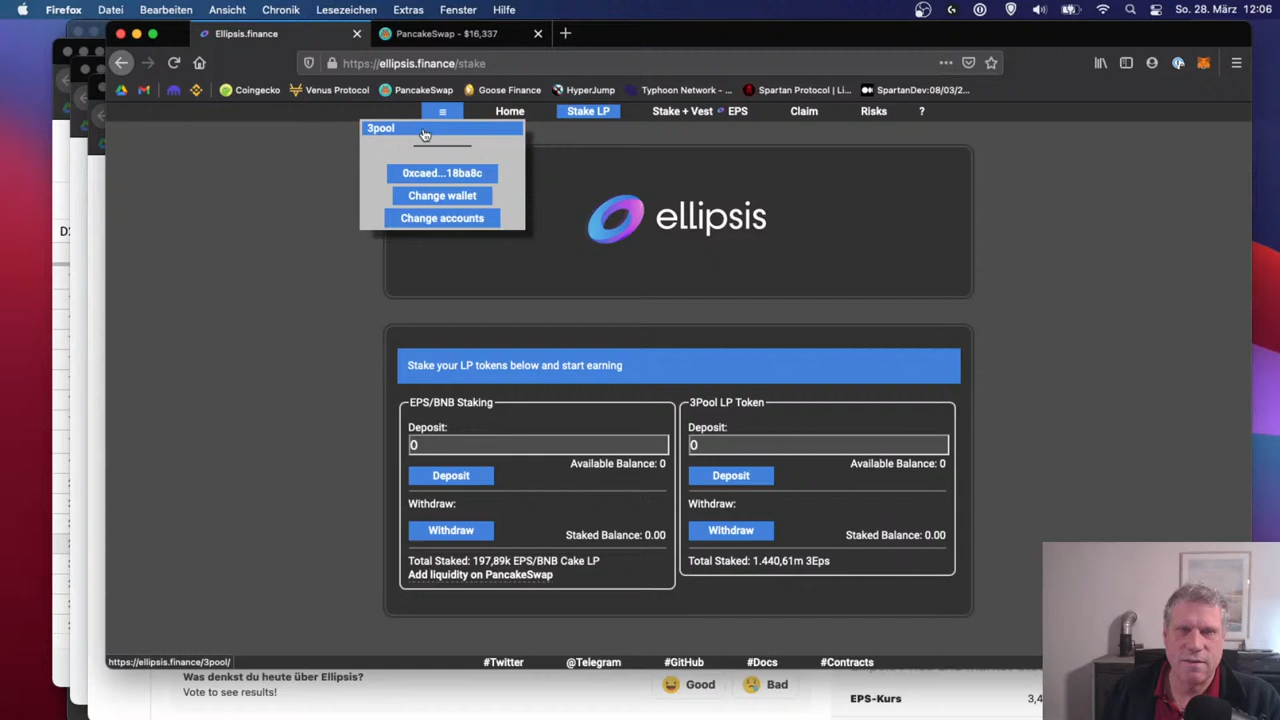 Firefox Datei Bearbeiten Ansicht Chronik Lesezeichen Extras Fenster Hilfe So. 28. März 12:06
Ellipsis.finance PancakeSwap - $16,337
https://ellipsis.finance/stake
Coingecko Venus Protocol PancakeSwap Goose Finance HyperJump Typhoon Network - ... Spartan Protocol | Li... SpartanDev:08/03/2...
Home Stake LP Stake + Vest EPS Claim Risks ?
3pool
0xcaed...18ba8c
Change wallet
Change accounts
ellipsis
Stake your LP tokens below and start earning
EPS/BNB Staking
Deposit:
0
Available Balance: 0
Deposit
Withdraw:
Withdraw
Staked Balance: 0.00
Total Staked: 197,89k EPS/BNB Cake LP
Add liquidity on PancakeSwap
3Pool LP Token
Deposit:
0
Available Balance: 0
Deposit
Withdraw:
Withdraw
Staked Balance: 0.00
Total Staked: 1.440,61m 3Eps
https://ellipsis.finance/3pool/
#Twitter @Telegram #GitHub #Docs #Contracts
Was denkst du heute über Ellipsis?
Vote to see results!
Good Bad
EPS-Kurs 3,4